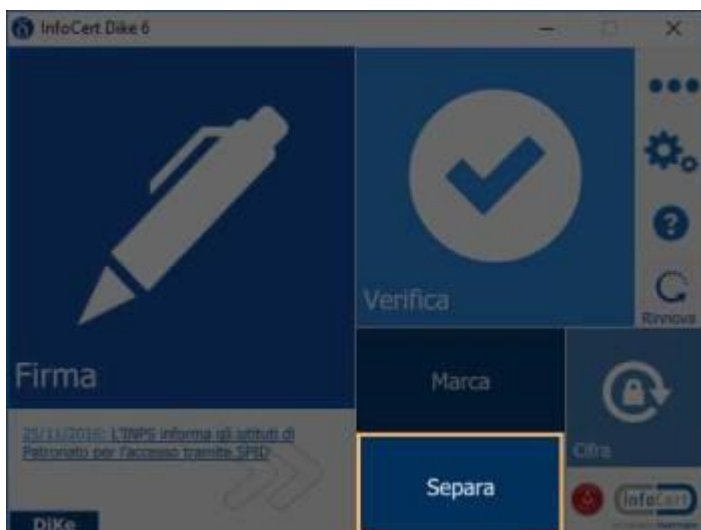 InfoCert Dike 6
Verifica
Rinnova
Firma
Marca
25/11/2016: L'INPS informa gli istituti di
Patronato per l'accesso tramite SPID
Cifra
Separa
InfoCert
DiKe